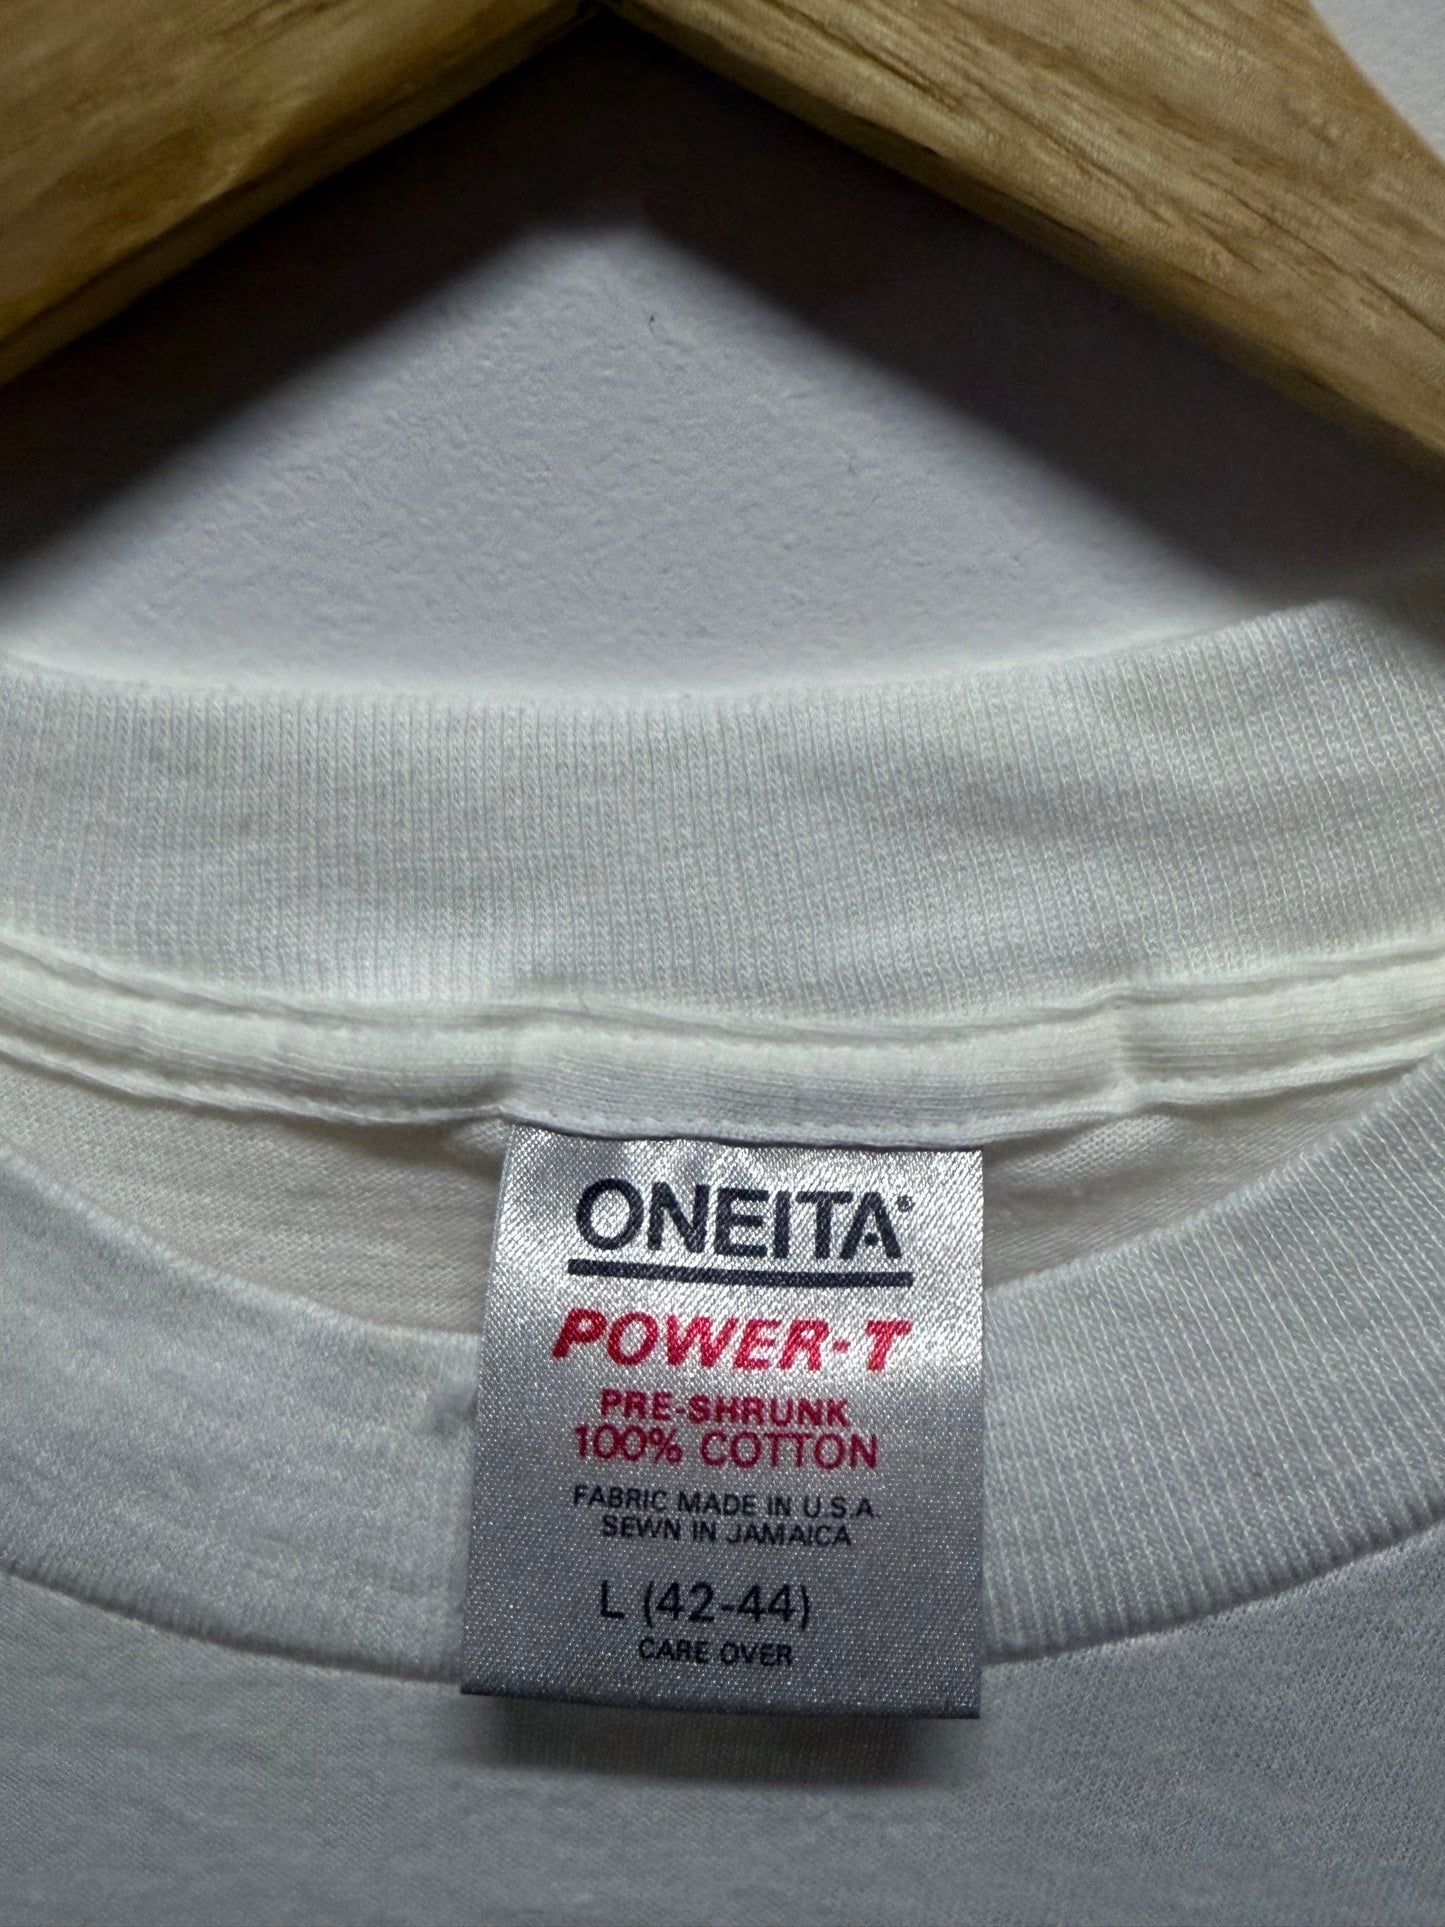 ONEITA®
POWER-T
PRE-SHRUNK
100% COTTON
FABRIC MADE IN U.S.A.
SEWN IN JAMAICA
L (42-44)
CARE OVER